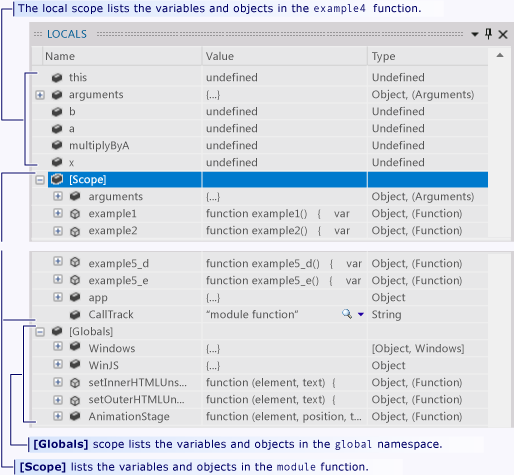 The local scope lists the variables and objects in the example4 function.
LOCALS
Name Value Type
this undefined Undefined
arguments {...} Object, (Arguments)
b undefined Undefined
a undefined Undefined
multiplyByA undefined Undefined
x undefined Undefined
[Scope]
arguments {...} Object, (Arguments)
example1 function example1() { var Object, (Function)
example2 function example2() { var Object, (Function)
example5_d function example5_d() { var Object, (Function)
example5_e function example5_e() { var Object, (Function)
app {...} Object
CallTrack "module function" String
[Globals]
Windows {...} [Object, Windows]
WinJS {...} Object
setInnerHTMLUns... function (element, text) { Object, (Function)
setOuterHTMLUn... function (element, text) { Object, (Function)
AnimationStage function (element, position, t... Object, (Function)
[Globals] scope lists the variables and objects in the global namespace.
[Scope] lists the variables and objects in the module function.